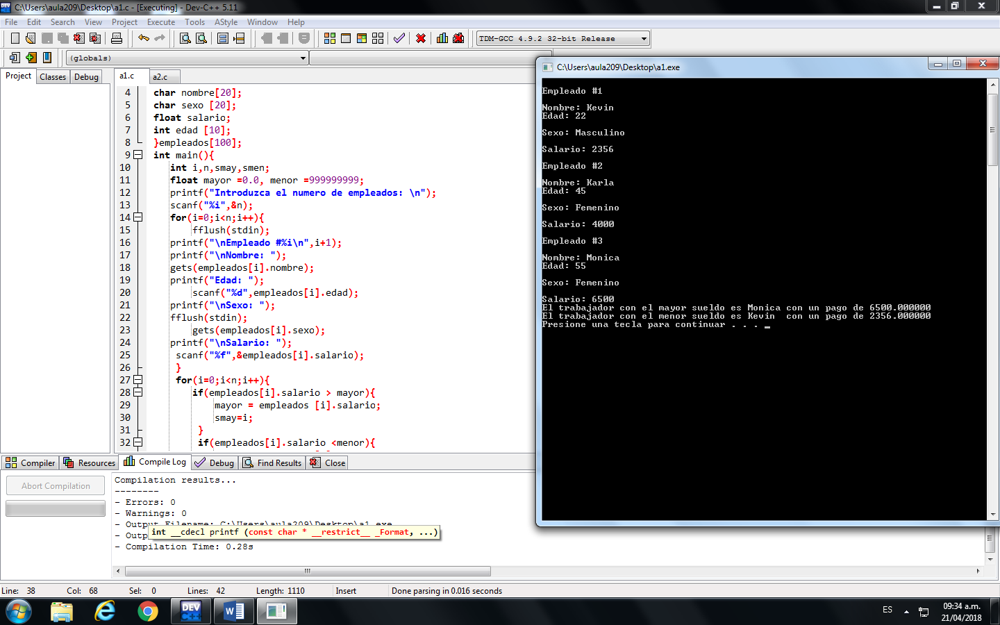 C:\Users\aula209\Desktop\a1.c - [Executing] - Dev-C++ 5.11
File Edit Search View Project Execute Tools AStyle Window Help
TDM-GCC 4.9.2 32-bit Release
(globals)
Project Classes Debug
a1.c a2.c
4 char nombre[20];
5 char sexo [20];
6 float salario;
7 int edad [10];
8 }empleados[100];
9 int main(){
10 int i,n,smay,smen;
11 float mayor =0.0, menor =999999999;
12 printf("Introduzca el numero de empleados: \n");
13 scanf("%i",&n);
14 for(i=0;i<n;i++){
15 fflush(stdin);
16 printf("\nEmpleado #%i\n",i+1);
17 printf("\nNombre: ");
18 gets(empleados[i].nombre);
19 printf("Edad: ");
20 scanf("%d",empleados[i].edad);
21 printf("\nSexo: ");
22 fflush(stdin);
23 gets(empleados[i].sexo);
24 printf("\nSalario: ");
25 scanf("%f",&empleados[i].salario);
26 }
27 for(i=0;i<n;i++){
28 if(empleados[i].salario > mayor){
29 mayor = empleados [i].salario;
30 smay=i;
31 }
32 if(empleados[i].salario <menor){
C:\Users\aula209\Desktop\a1.exe
Empleado #1
Nombre: Kevin
Edad: 22
Sexo: Masculino
Salario: 2356
Empleado #2
Nombre: Karla
Edad: 45
Sexo: Femenino
Salario: 4000
Empleado #3
Nombre: Monica
Edad: 55
Sexo: Femenino
Salario: 6500
El trabajador con el mayor sueldo es Monica con un pago de 6500.000000
El trabajador con el menor sueldo es Kevin  con un pago de 2356.000000
Presione una tecla para continuar . . . _
Compiler Resources Compile Log Debug Find Results Close
Abort Compilation
Compilation results...
--------
- Errors: 0
- Warnings: 0
- Output Filename: C:\Users\aula209\Desktop\a1.exe
- Outp
int __cdecl printf (const char * __restrict__ _Format, ...)
- Compilation Time: 0.28s
Line: 38 Col: 68 Sel: 0 Lines: 42 Length: 1110 Insert Done parsing in 0.016 seconds
DEV C++
ES
09:34 a.m.
21/04/2018